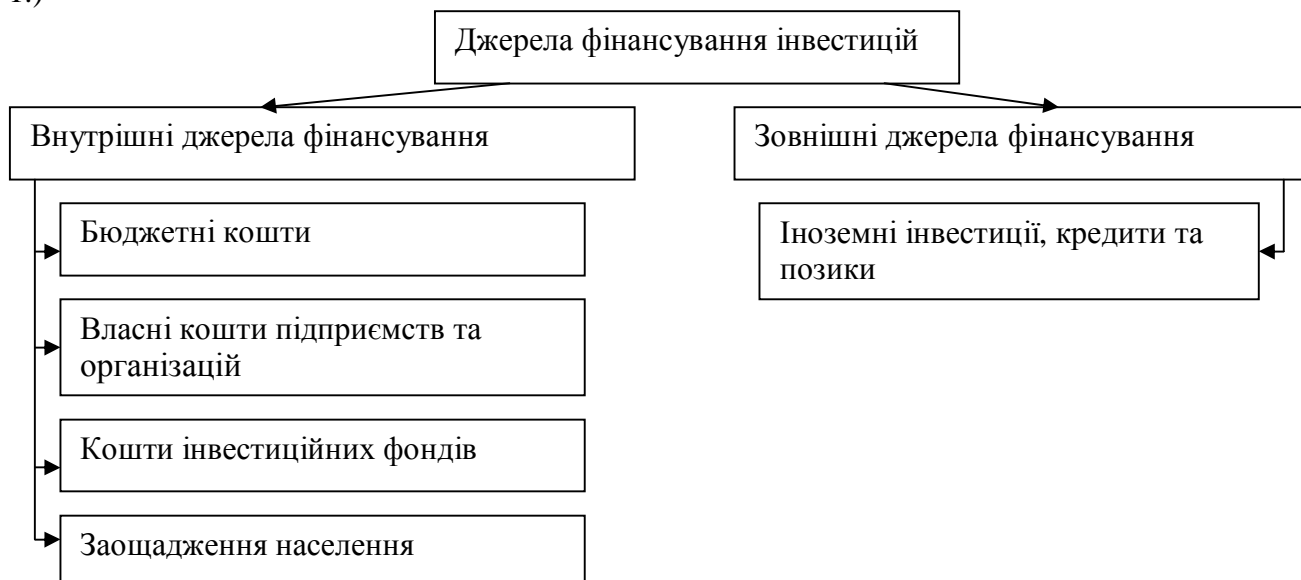 1.)
Джерела фінансування інвестицій
Внутрішні джерела фінансування
Зовнішні джерела фінансування
Бюджетні кошти
Іноземні інвестиції, кредити та
позики
Власні кошти підприємств та
організацій
Кошти інвестиційних фондів
Заощадження населення